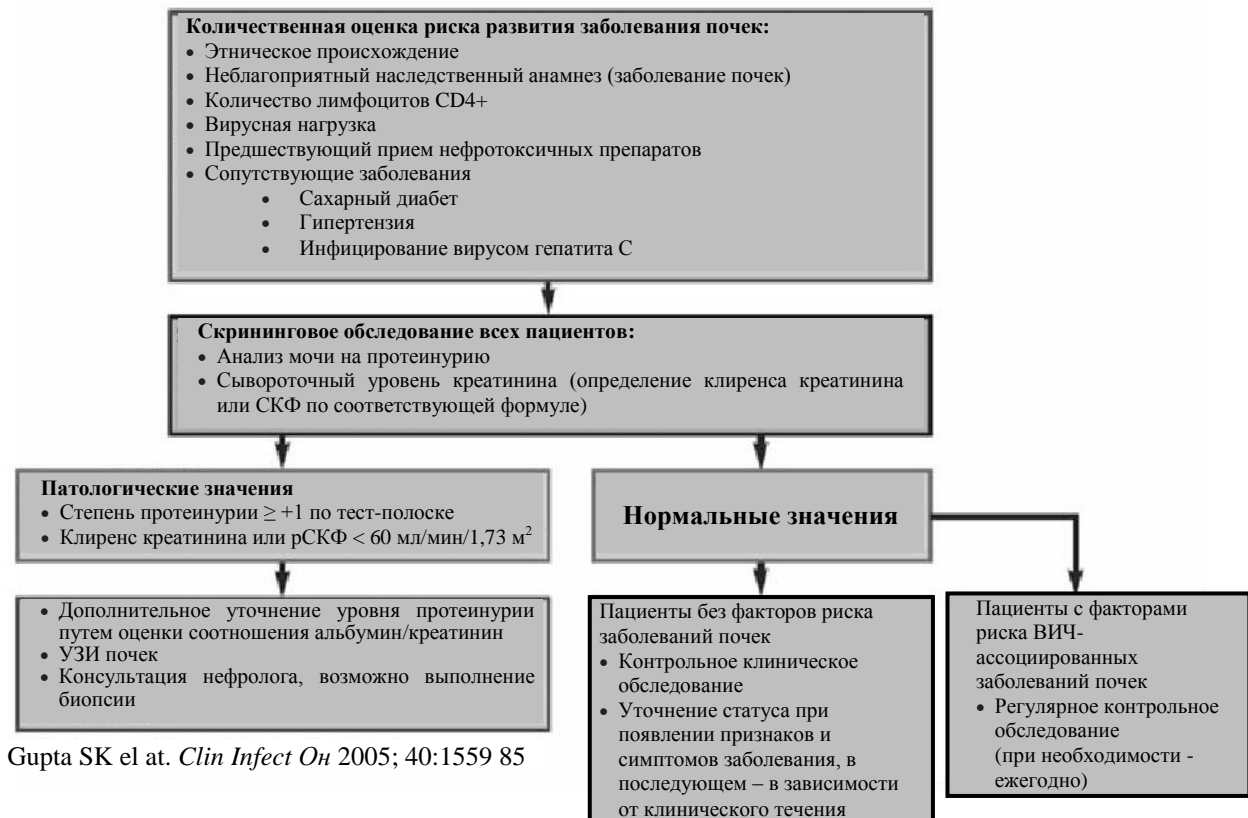 Количественная оценка риска развития заболевания почек:
• Этническое происхождение
• Неблагоприятный наследственный анамнез (заболевание почек)
• Количество лимфоцитов CD4+
• Вирусная нагрузка
• Предшествующий прием нефротоксичных препаратов
• Сопутствующие заболевания
• Сахарный диабет
• Гипертензия
• Инфицирование вирусом гепатита С
Скрининговое обследование всех пациентов:
• Анализ мочи на протеинурию
• Сывороточный уровень креатинина (определение клиренса креатинина
или СКФ по соответствующей формуле)
Патологические значения
• Степень протеинурии ≥ +1 по тест-полоске
• Клиренс креатинина или рСКФ < 60 мл/мин/1,73 м²
Нормальные значения
• Дополнительное уточнение уровня протеинурии
путем оценки соотношения альбумин/креатинин
• УЗИ почек
• Консультация нефролога, возможно выполнение
биопсии
Пациенты без факторов риска
заболеваний почек
• Контрольное клиническое
обследование
• Уточнение статуса при
появлении признаков и
симптомов заболевания, в
последующем – в зависимости
от клинического течения
Пациенты с факторами
риска ВИЧ-
ассоциированных
заболеваний почек
• Регулярное контрольное
обследование
(при необходимости -
ежегодно)
Gupta SK el at. Clin Infect Он 2005; 40:1559 85